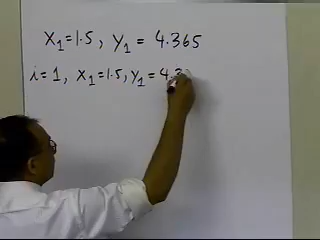 x₁=1.5, y₁ = 4.365
i=1, x₁=1.5, y₁ = 4.3